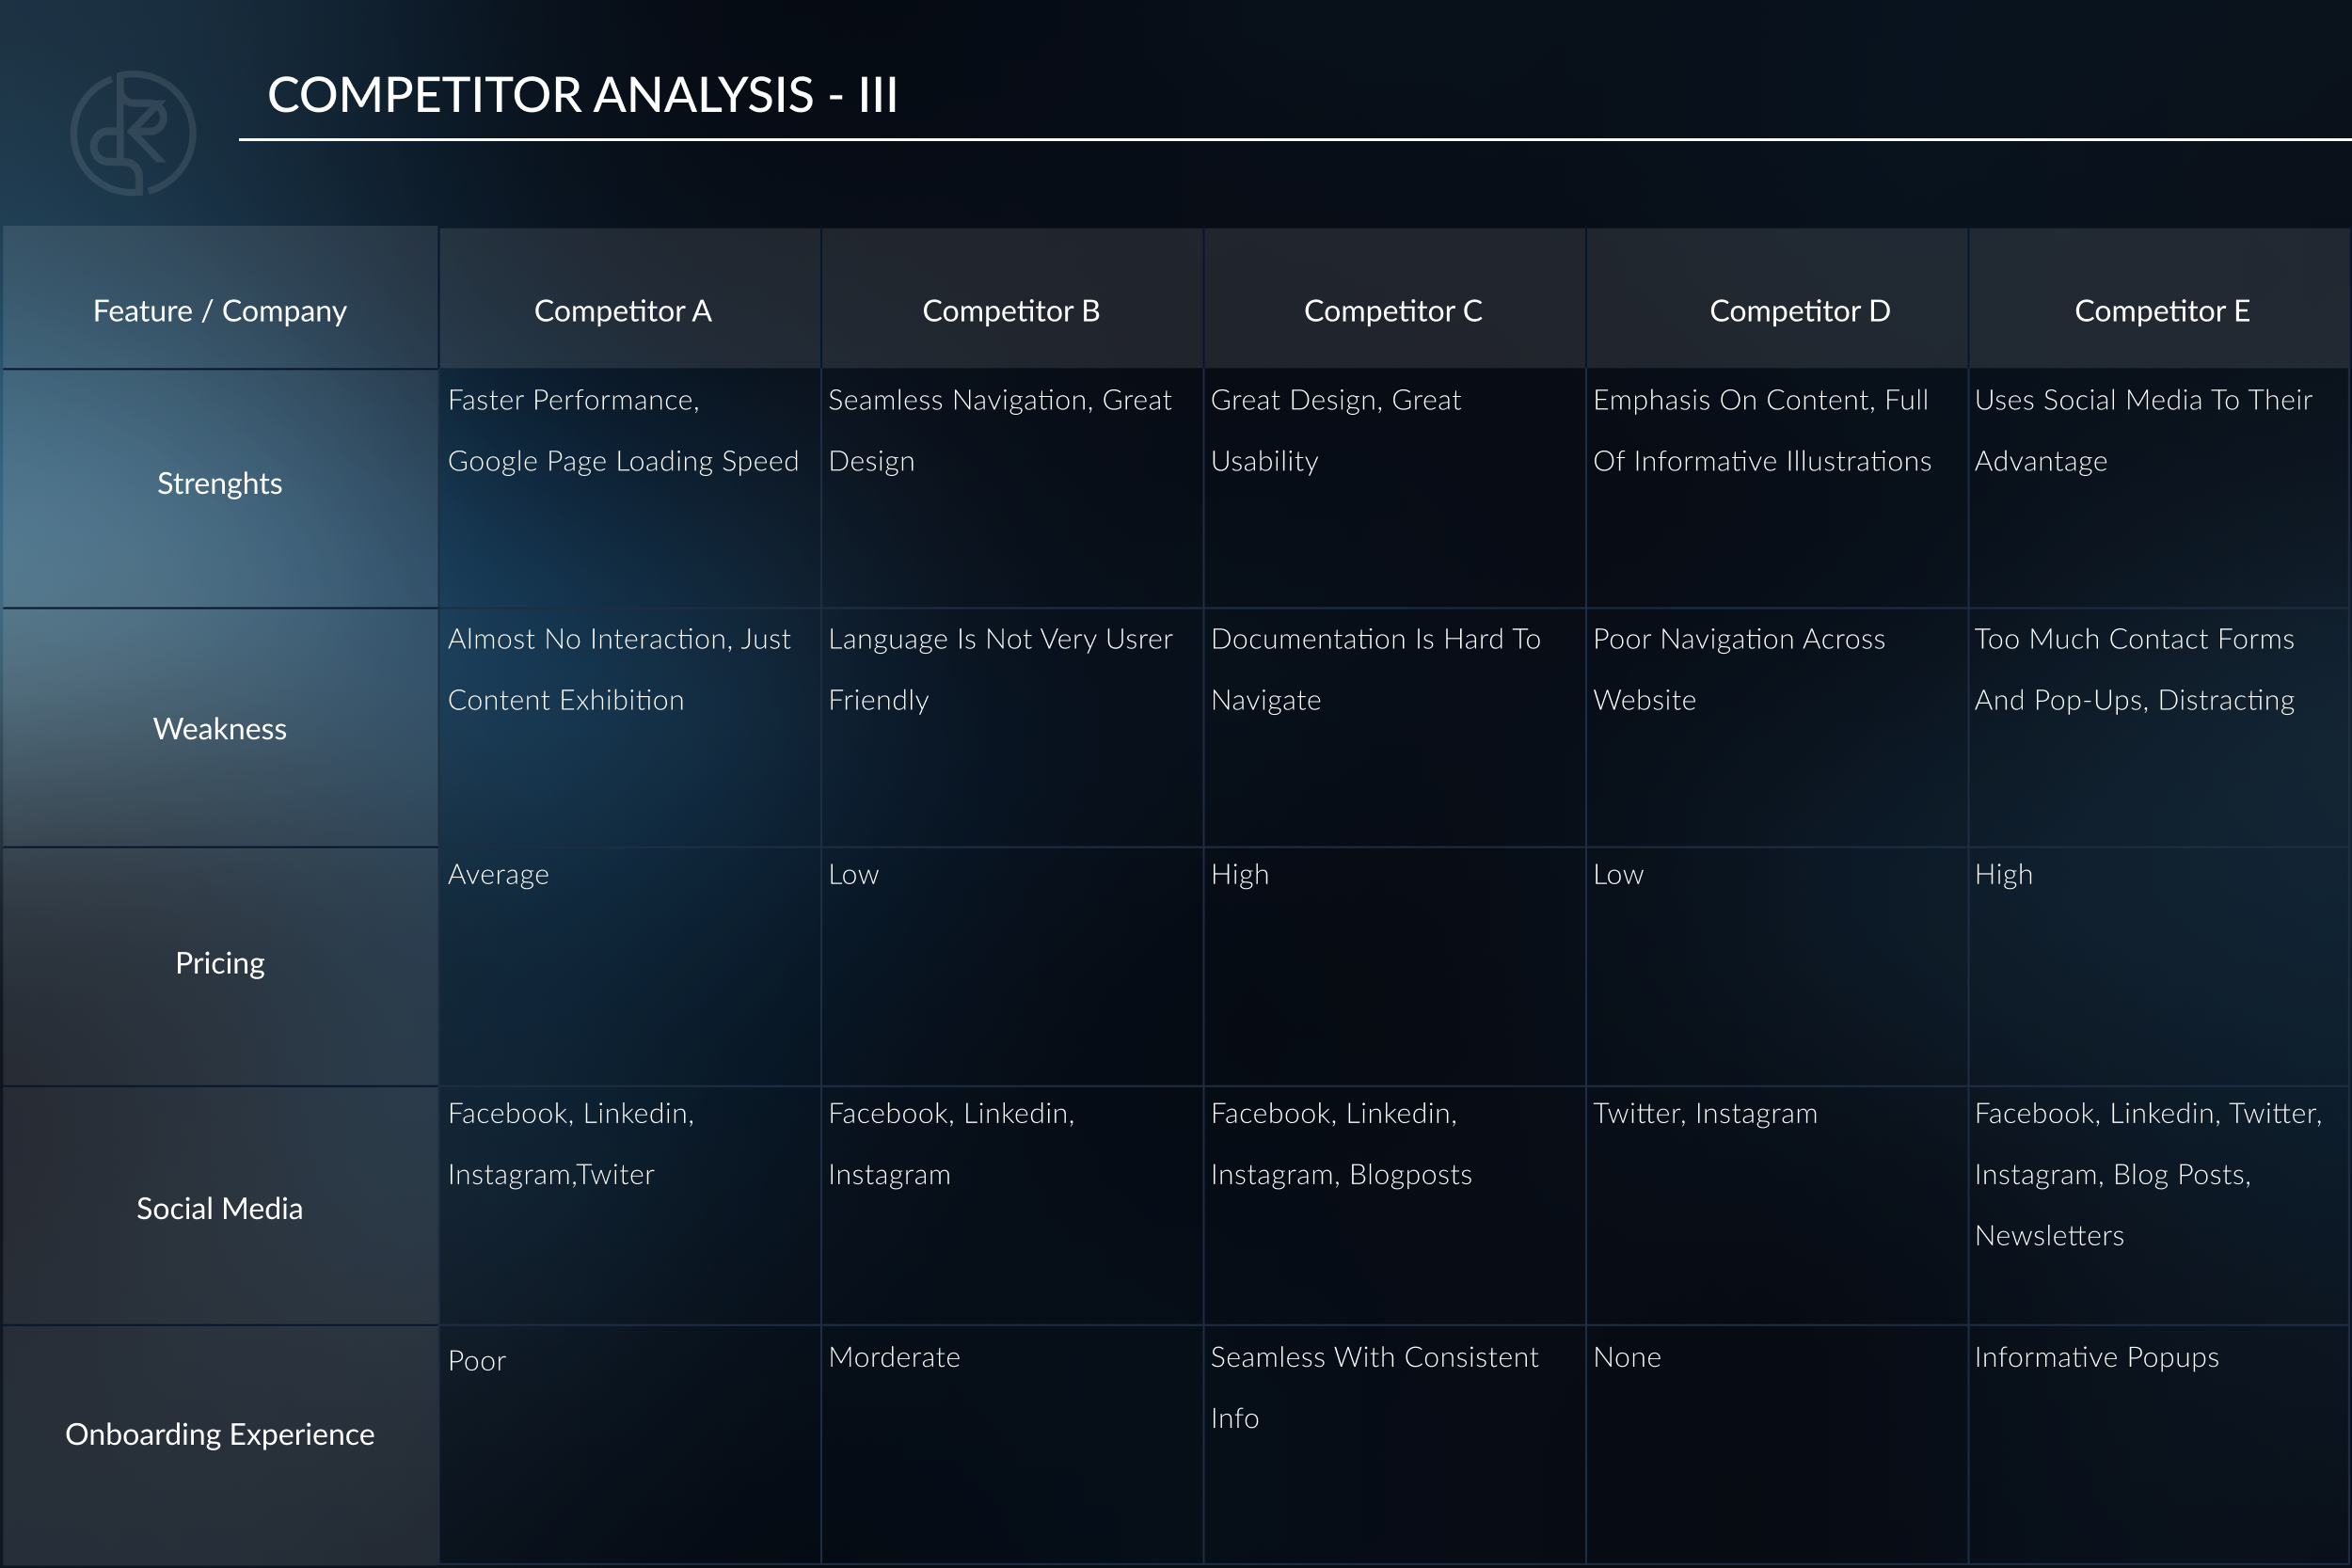 COMPETITOR ANALYSIS - III
Feature / Company
Competitor A
Competitor B
Competitor C
Competitor D
Competitor E
Strenghts
Faster Performance,
Google Page Loading Speed
Seamless Navigation, Great
Design
Great Design, Great
Usability
Emphasis On Content, Full
Of Informative Illustrations
Uses Social Media To Their
Advantage
Weakness
Almost No Interaction, Just
Content Exhibition
Language Is Not Very Usrer
Friendly
Documentation Is Hard To
Navigate
Poor Navigation Across
Website
Too Much Contact Forms
And Pop-Ups, Distracting
Pricing
Average
Low
High
Low
High
Social Media
Facebook, Linkedin,
Instagram,Twiter
Facebook, Linkedin,
Instagram
Facebook, Linkedin,
Instagram, Blogposts
Twitter, Instagram
Facebook, Linkedin, Twitter,
Instagram, Blog Posts,
Newsletters
Onboarding Experience
Poor
Morderate
Seamless With Consistent
Info
None
Informative Popups